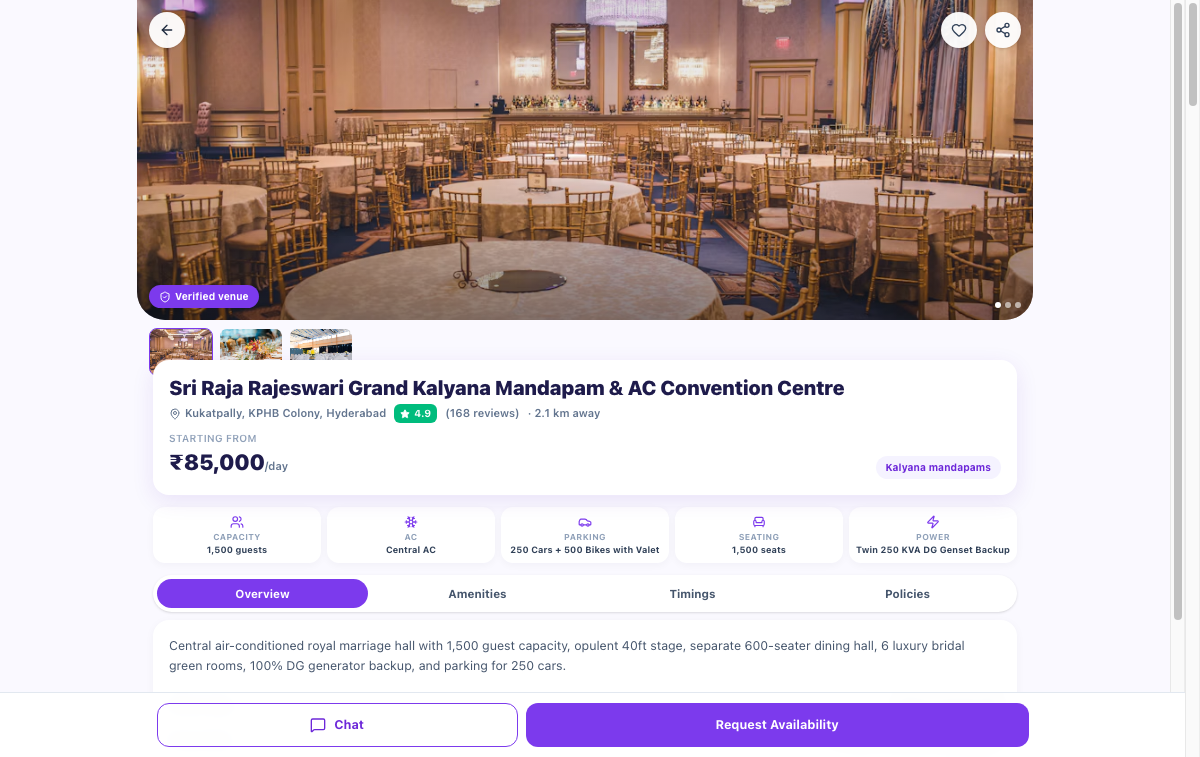 Verified venue
Sri Raja Rajeswari Grand Kalyana Mandapam & AC Convention Centre
Kukatpally, KPHB Colony, Hyderabad 4.9 (168 reviews) · 2.1 km away
STARTING FROM
₹85,000/day
Kalyana mandapams
CAPACITY
1,500 guests
AC
Central AC
PARKING
250 Cars + 500 Bikes with Valet
SEATING
1,500 seats
POWER
Twin 250 KVA DG Genset Backup
Overview Amenities Timings Policies
Central air-conditioned royal marriage hall with 1,500 guest capacity, opulent 40ft stage, separate 600-seater dining hall, 6 luxury bridal
green rooms, 100% DG generator backup, and parking for 250 cars.
Chat Request Availability